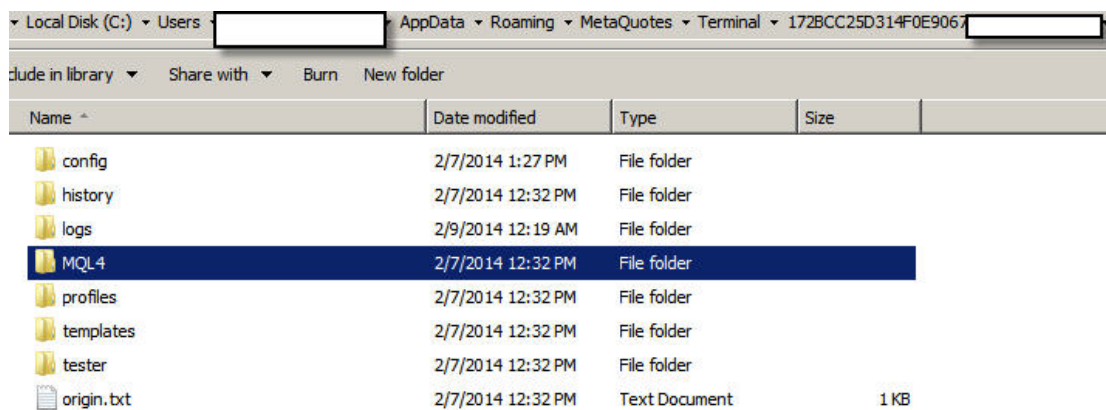 Local Disk (C:) Users AppData Roaming MetaQuotes Terminal 172BCC25D314F0E9067
clude in library Share with Burn New folder
Name Date modified Type Size
config 2/7/2014 1:27 PM File folder
history 2/7/2014 12:32 PM File folder
logs 2/9/2014 12:19 AM File folder
MQL4 2/7/2014 12:32 PM File folder
profiles 2/7/2014 12:32 PM File folder
templates 2/7/2014 12:32 PM File folder
tester 2/7/2014 12:32 PM File folder
origin.txt 2/7/2014 12:32 PM Text Document 1 KB